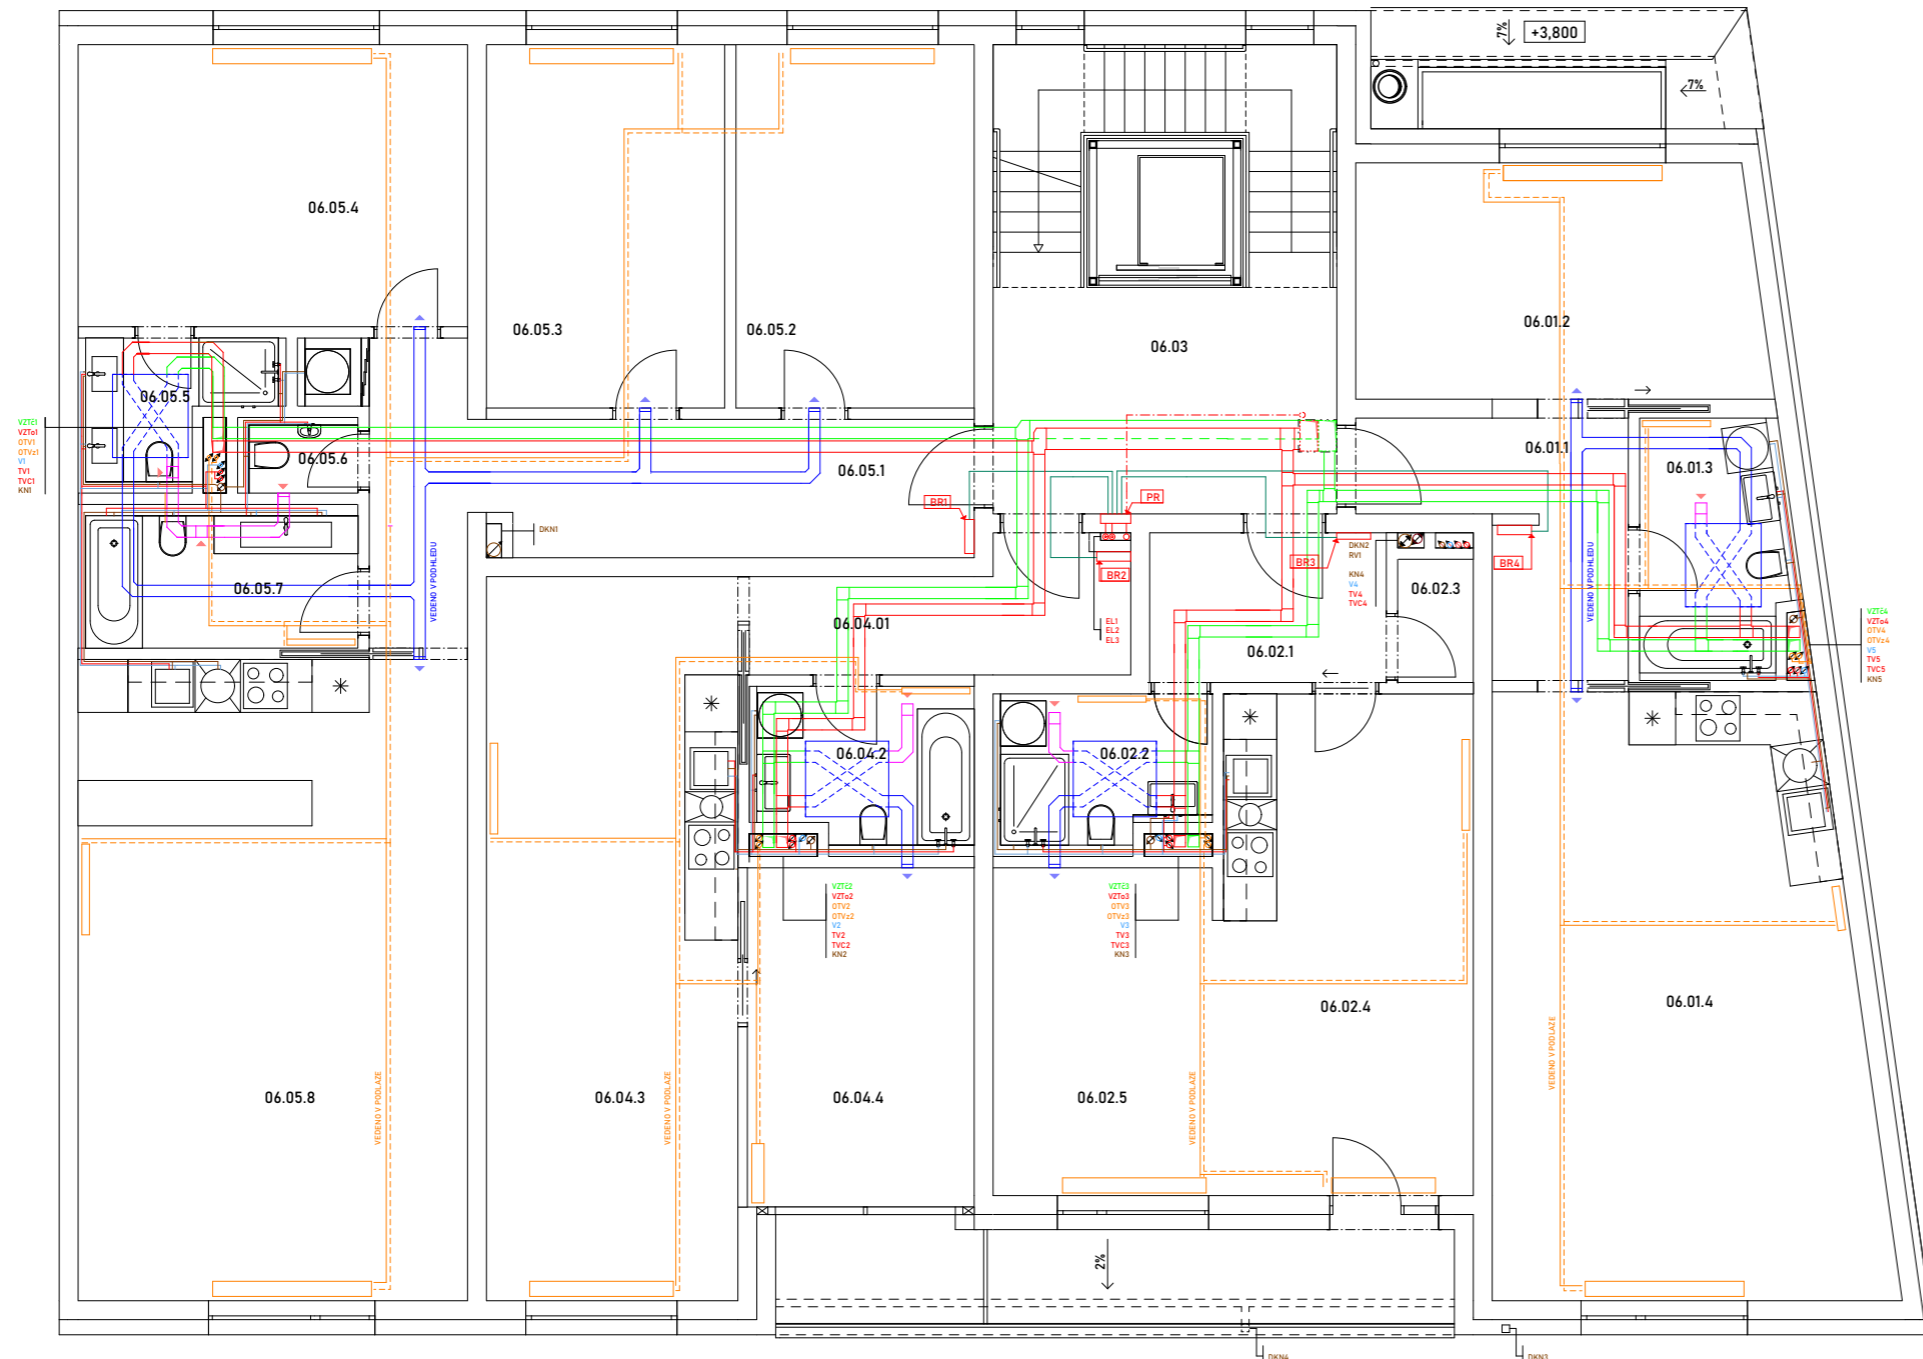 7%
+3,800
7%
06.05.4
06.05.3
06.05.2
06.03
06.01.2
06.05.5
06.05.6
06.05.1
06.01.1
06.01.3
VZTč1
VZTo1
OTV1
OTVz1
V1
TV1
TVC1
KN1
BR1
PR
DKN1
BR2
BR3
DKN2
RV1
KN4
V4
TV4
TVC4
BR4
VEDENO V PODHLEDU
VEDENO V PODHLEDU
06.05.7
06.02.3
06.04.01
EL1
EL2
EL3
06.02.1
VZTč4
VZTo4
OTV4
OTVz4
V5
TV5
TVC5
KN5
06.04.2
06.02.2
VZTč2
VZTo2
OTV2
OTVz2
V2
TV2
TVC2
KN2
VZTč3
VZTo3
OTV3
OTVz3
V3
TV3
TVC3
KN3
06.02.4
06.01.4
VEDENO V PODLAZE
VEDENO V PODLAZE
VEDENO V PODLAZE
VEDENO V PODLAZE
06.05.8
06.04.3
06.04.4
06.02.5
2%
DKN4
DKN3